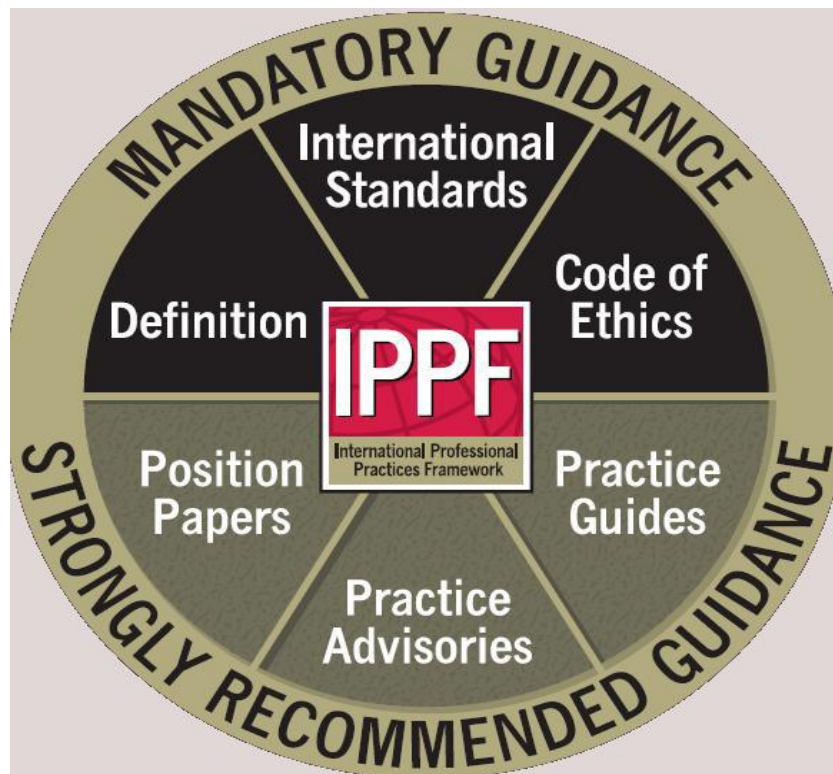 MANDATORY GUIDANCE
International
Standards
Definition
Code of
Ethics
IPPF
International Professional
Practices Framework
Position
Papers
Practice
Guides
Practice
Advisories
STRONGLY RECOMMENDED GUIDANCE